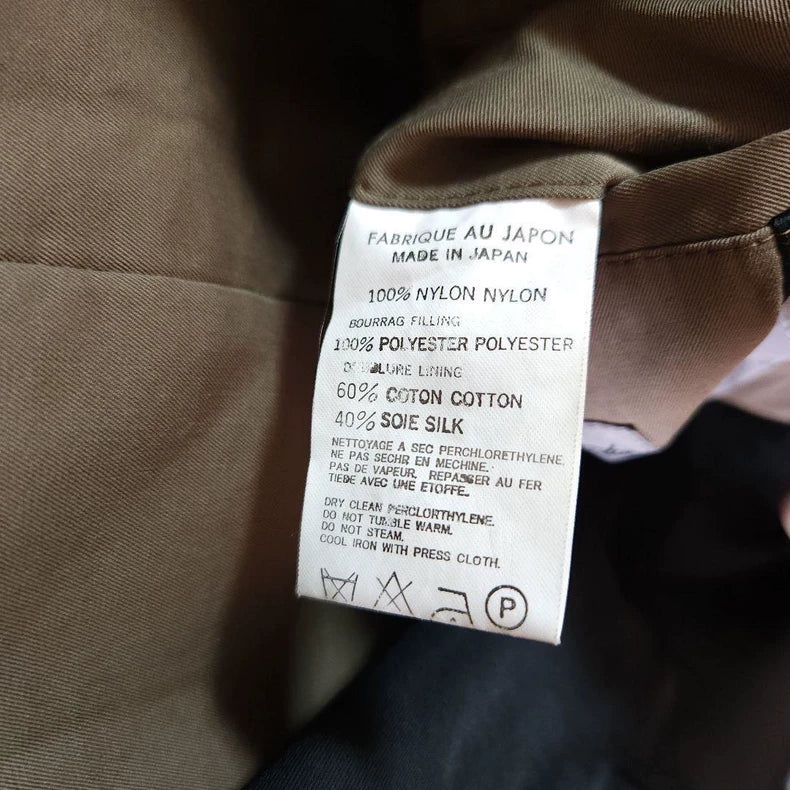 FABRIQUE AU JAPON
MADE IN JAPAN
100% NYLON NYLON
BOURRAG FILLING
100% POLYESTER POLYESTER
LINING
60% COTON COTTON
40% SOIE SILK
NETTOYAGE A SEC PERCHLORETHYLENE.
NE PAS SECHR EN MECHINE.
PAS DE VAPEUR. REPASSER AU FER
TIEDE AVEC UNE ETOFFE.
DRY CLEAN PERCLORTHYLENE.
DO NOT TUMBLE WARM.
DO NOT STEAM.
COOL IRON WITH PRESS CLOTH.
P